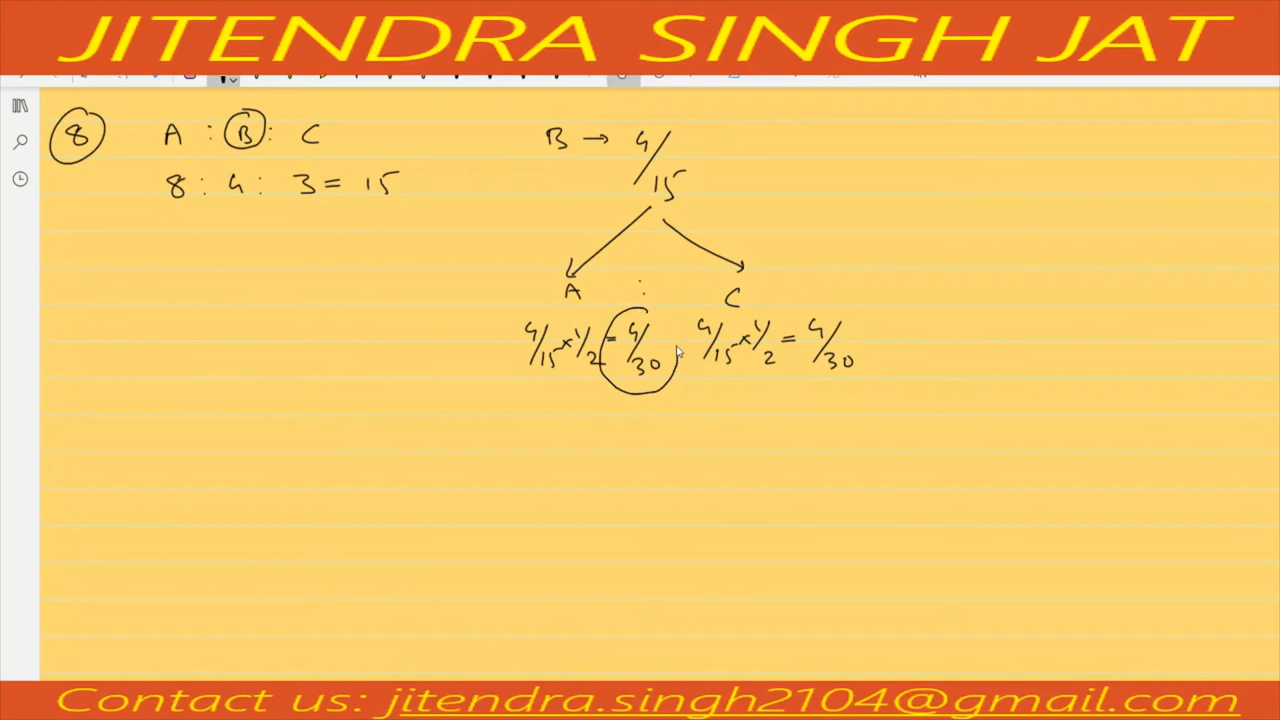 JITENDRA SINGH JAT
8 A : B : C
8 : 4 : 3 = 15
B → 4/15
A : C
4/15 × 1/2 = 4/30 4/15 × 1/2 = 4/30
Contact us: jitendra.singh2104@gmail.com